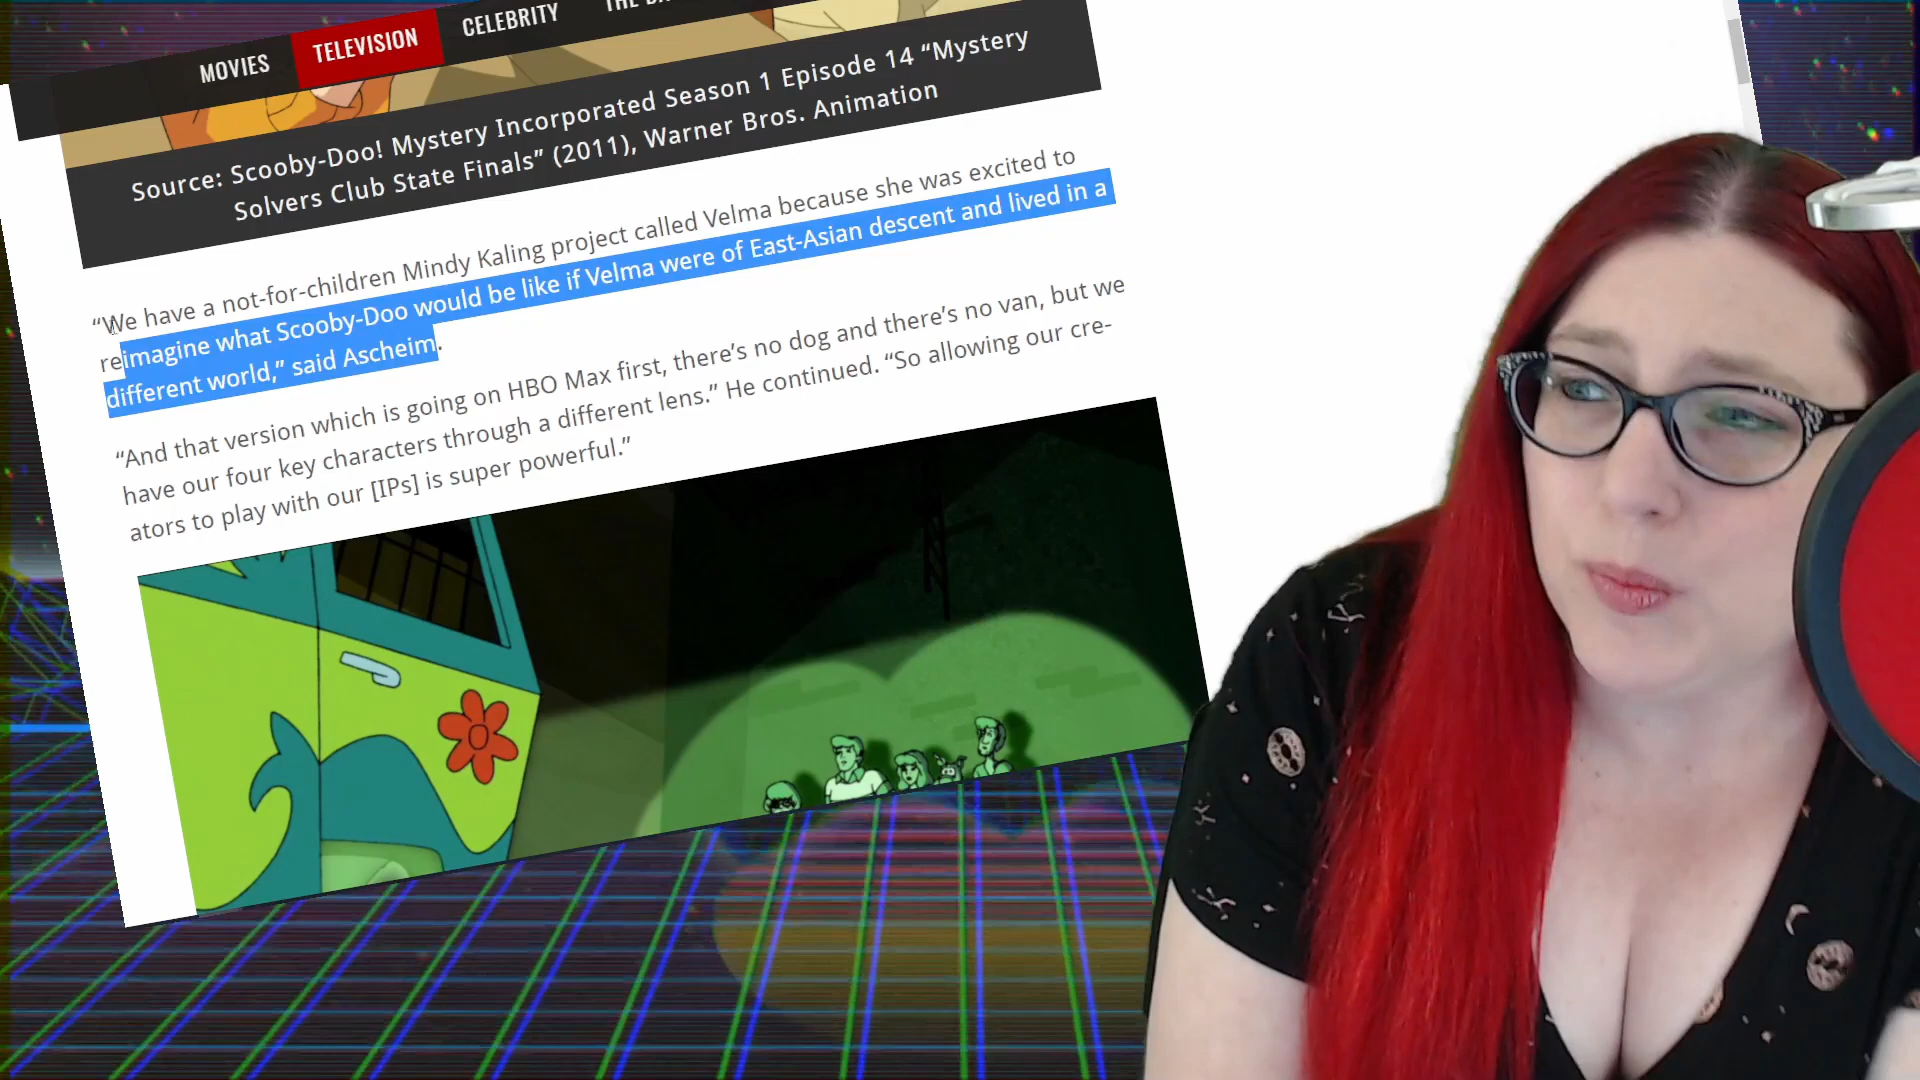 MOVIES TELEVISION CELEBRITY
Source: Scooby-Doo! Mystery Incorporated Season 1 Episode 14 “Mystery
Solvers Club State Finals” (2011), Warner Bros. Animation
“We have a not-for-children Mindy Kaling project called Velma because she was excited to
reimagine what Scooby-Doo would be like if Velma were of East-Asian descent and lived in a
different world,” said Ascheim.
“And that version which is going on HBO Max first, there’s no dog and there’s no van, but we
have our four key characters through a different lens.” He continued. “So allowing our cre-
ators to play with our [IPs] is super powerful.”